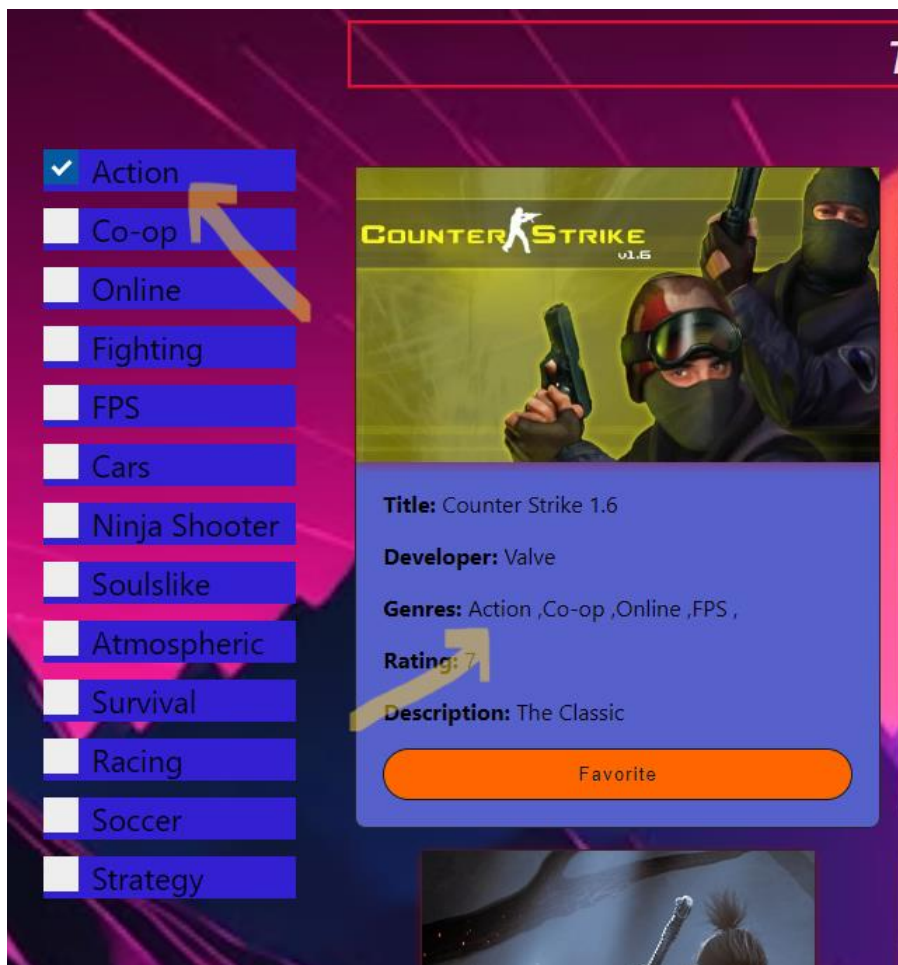 Action
Co-op
Online
Fighting
FPS
Cars
Ninja Shooter
Soulslike
Atmospheric
Survival
Racing
Soccer
Strategy
COUNTER STRIKE
v1.6
Title: Counter Strike 1.6
Developer: Valve
Genres: Action ,Co-op ,Online ,FPS ,
Rating: 7
Description: The Classic
Favorite